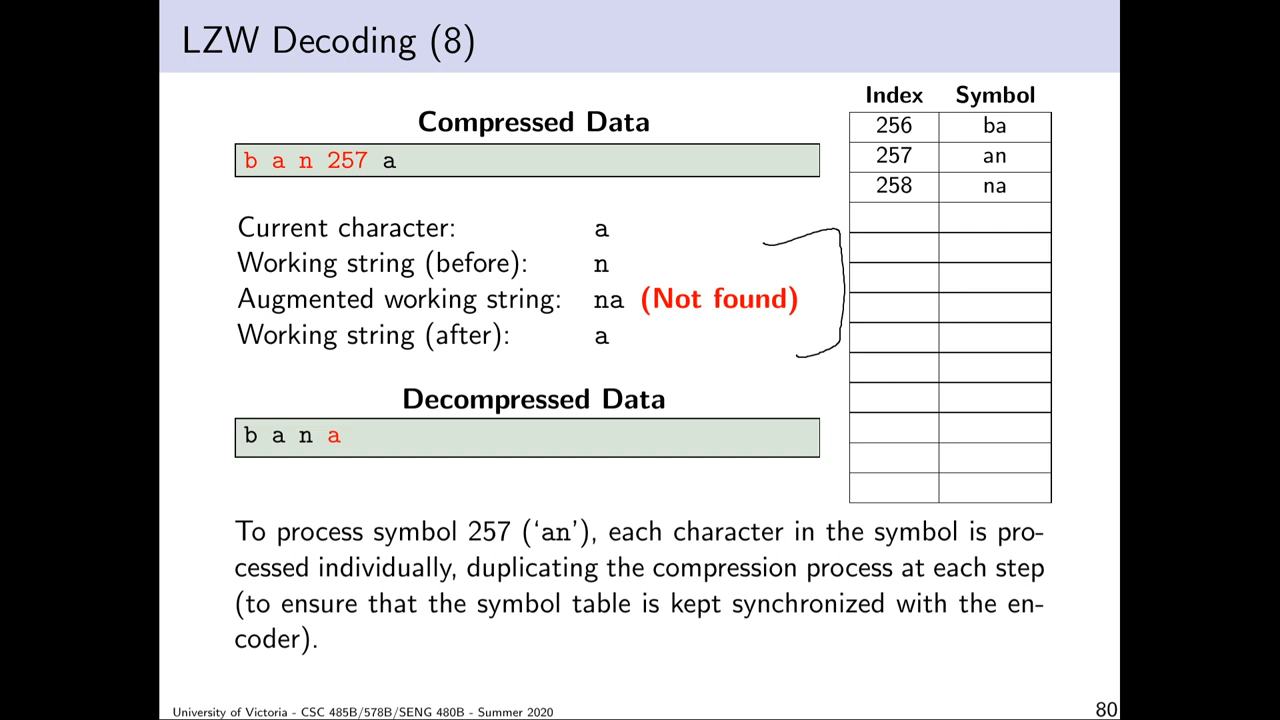 LZW Decoding (8)
Compressed Data
b a n 257 a
Current character: a
Working string (before): n
Augmented working string: na (Not found)
Working string (after): a
Decompressed Data
b a n a
To process symbol 257 (‘an’), each character in the symbol is pro-
cessed individually, duplicating the compression process at each step
(to ensure that the symbol table is kept synchronized with the en-
coder).
Index Symbol
256 ba
257 an
258 na
University of Victoria - CSC 485B/578B/SENG 480B - Summer 2020
80